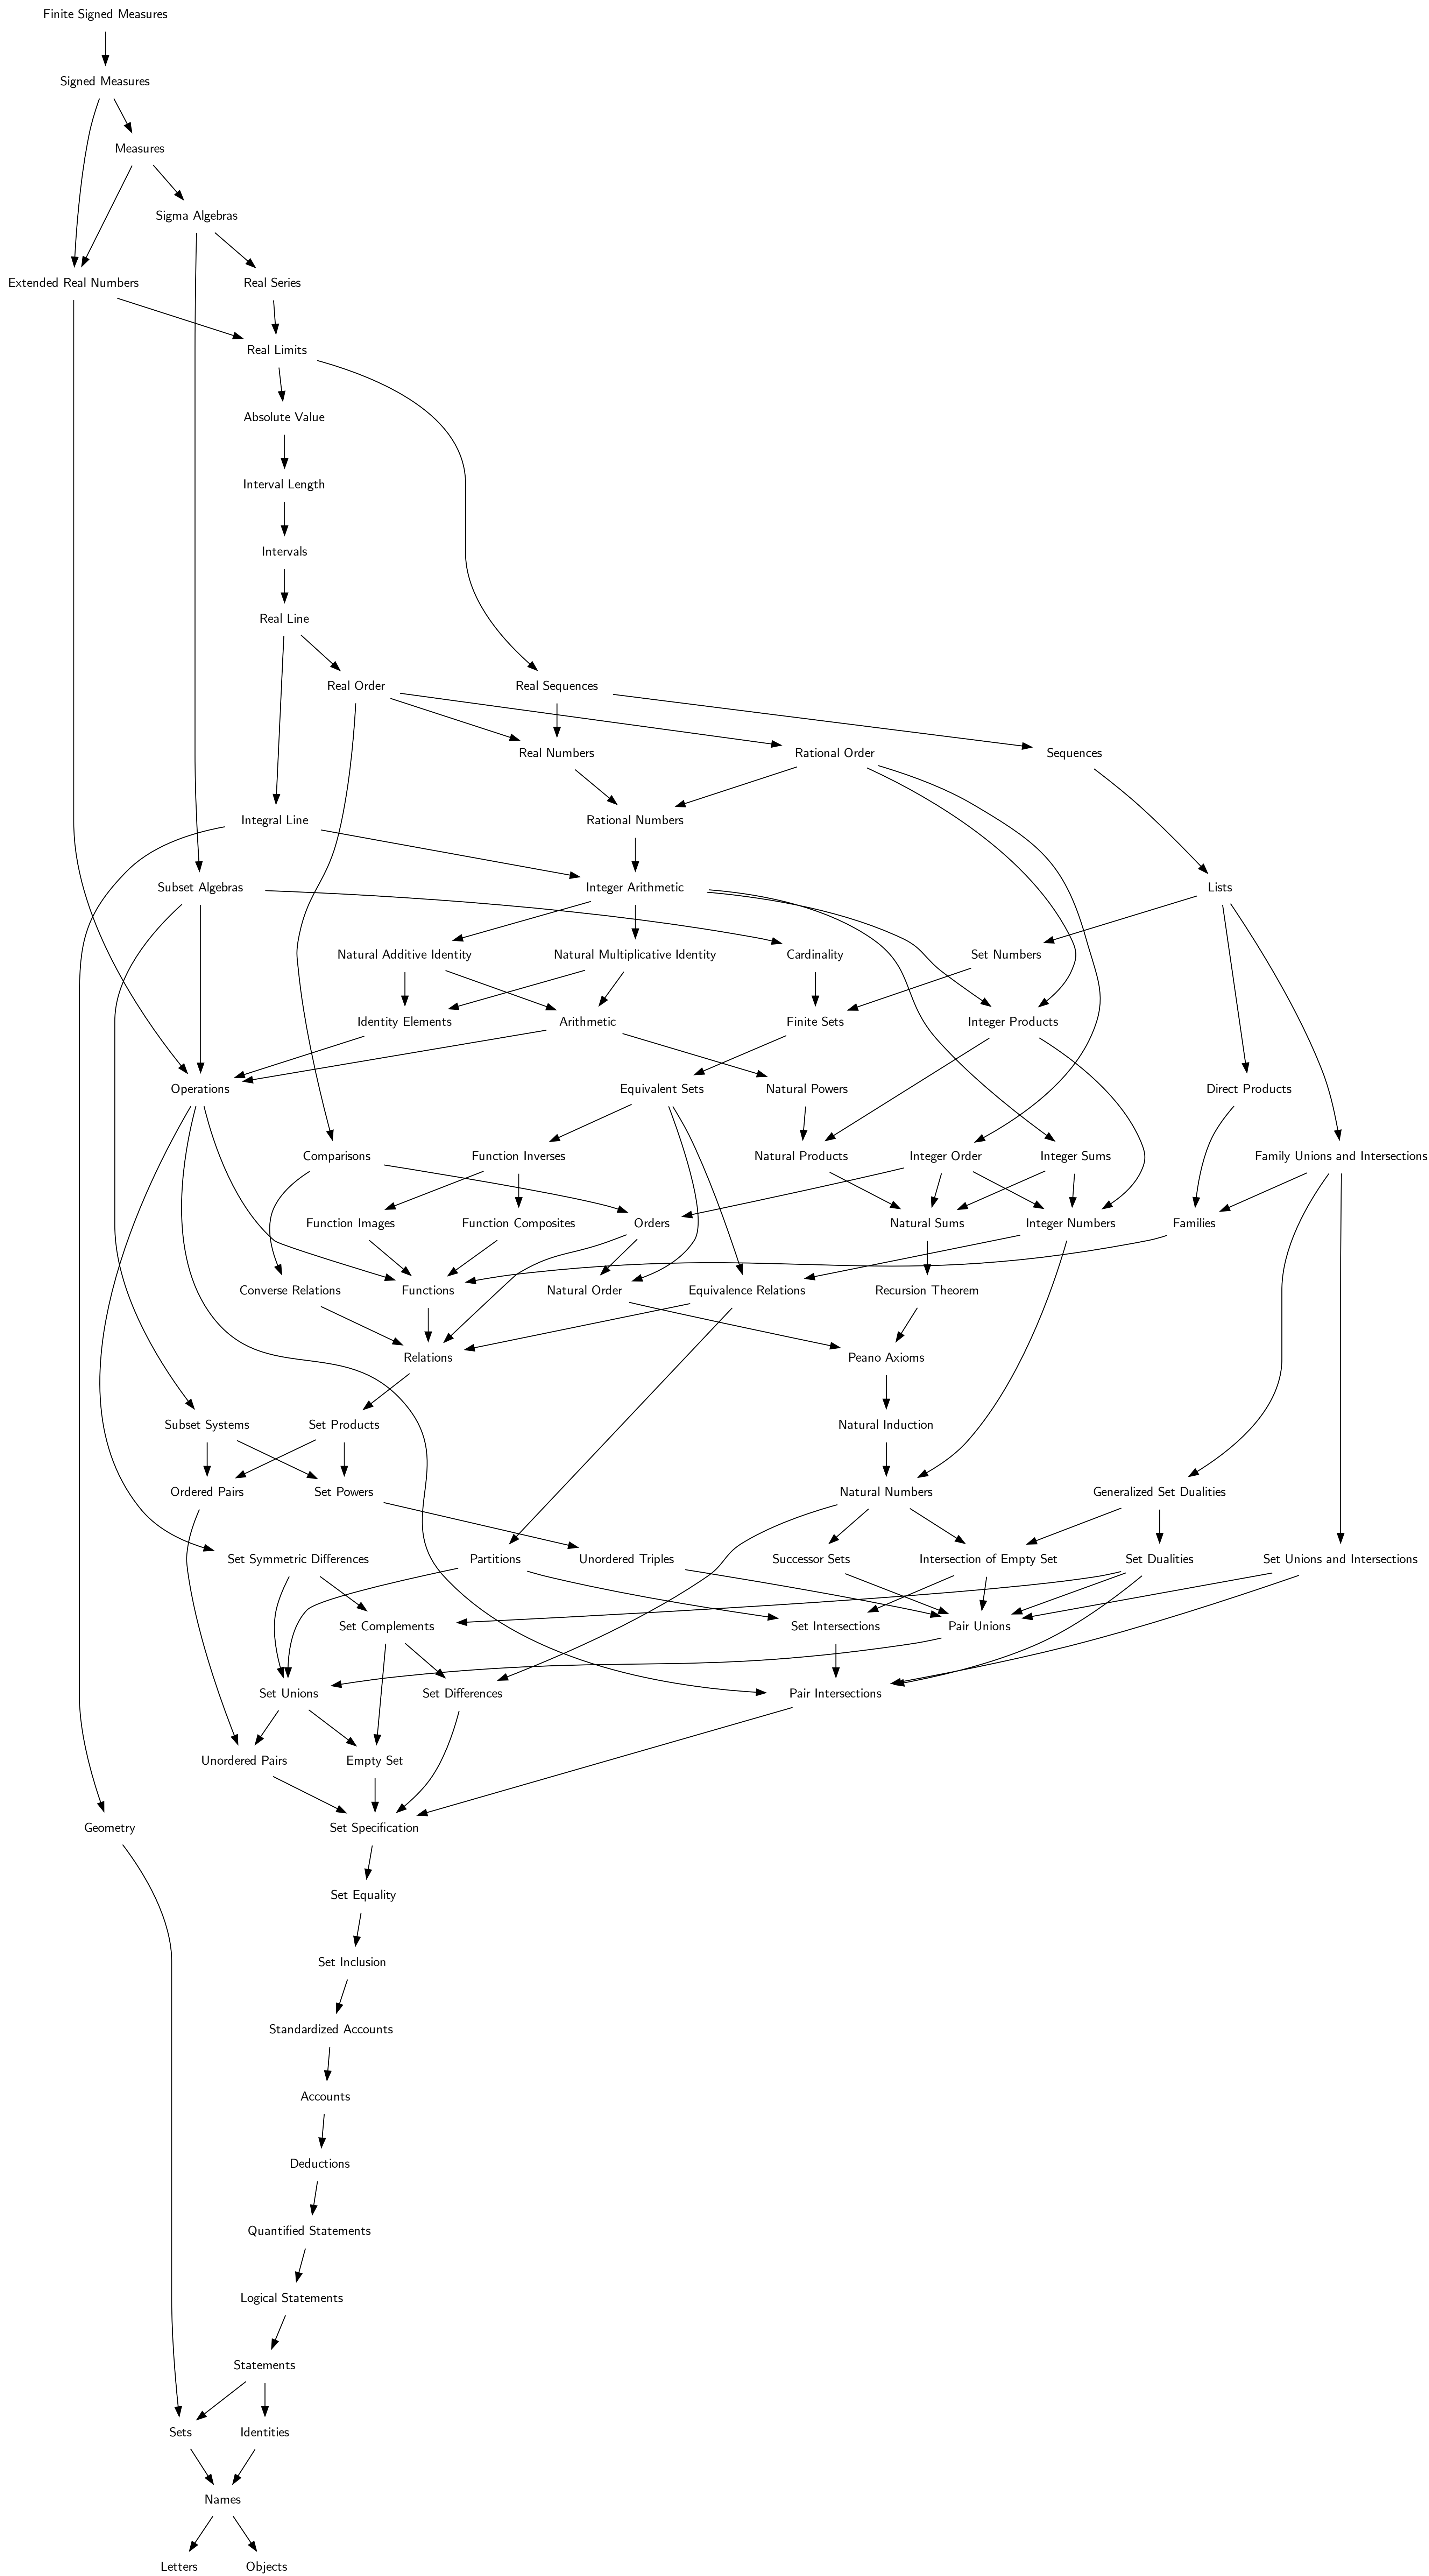 Finite Signed Measures
Signed Measures
Measures
Sigma Algebras
Extended Real Numbers
Real Series
Real Limits
Absolute Value
Interval Length
Intervals
Real Line
Real Order
Real Sequences
Real Numbers
Rational Order
Sequences
Integral Line
Rational Numbers
Subset Algebras
Integer Arithmetic
Lists
Natural Additive Identity
Natural Multiplicative Identity
Cardinality
Set Numbers
Identity Elements
Arithmetic
Finite Sets
Integer Products
Operations
Equivalent Sets
Natural Powers
Direct Products
Comparisons
Function Inverses
Natural Products
Integer Order
Integer Sums
Family Unions and Intersections
Function Images
Function Composites
Orders
Natural Sums
Integer Numbers
Families
Converse Relations
Functions
Natural Order
Equivalence Relations
Recursion Theorem
Relations
Peano Axioms
Subset Systems
Set Products
Natural Induction
Ordered Pairs
Set Powers
Natural Numbers
Generalized Set Dualities
Set Symmetric Differences
Partitions
Unordered Triples
Successor Sets
Intersection of Empty Set
Set Dualities
Set Unions and Intersections
Set Complements
Set Intersections
Pair Unions
Set Unions
Set Differences
Pair Intersections
Unordered Pairs
Empty Set
Geometry
Set Specification
Set Equality
Set Inclusion
Standardized Accounts
Accounts
Deductions
Quantified Statements
Logical Statements
Statements
Sets
Identities
Names
Letters
Objects